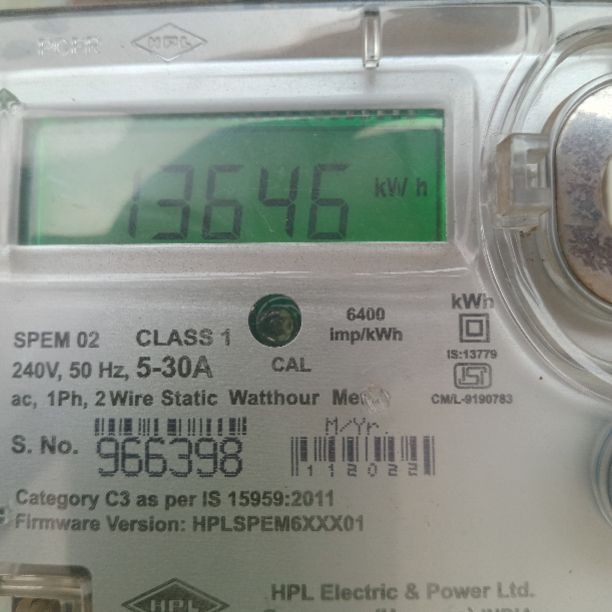 HPL
13646 kW h
SPEM 02 CLASS 1
240V, 50 Hz, 5-30A
CAL
6400
imp/kWh
kWh
IS:13779
ISI
CM/L-9190783
ac, 1Ph, 2 Wire Static Watthour
S. No. 966398
M/Yr.
112022
Category C3 as per IS 15959:2011
Firmware Version: HPLSPEM6XXX01
HPL
HPL Electric & Power Ltd.